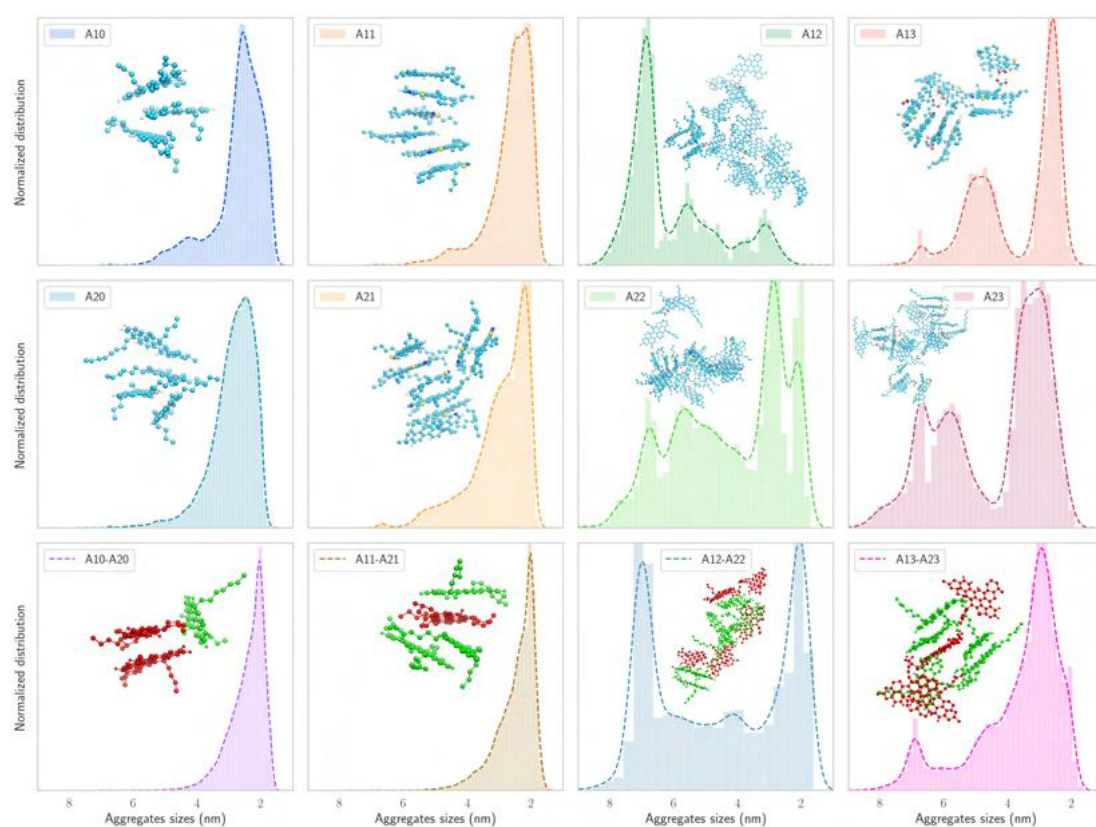 Normalized distribution
A10
A11
A12
A13
Normalized distribution
A20
A21
A22
A23
Normalized distribution
A10-A20
A11-A21
A12-A22
A13-A23
8 6 4 2
8 6 4 2
8 6 4 2
8 6 4 2
Aggregates sizes (nm)
Aggregates sizes (nm)
Aggregates sizes (nm)
Aggregates sizes (nm)